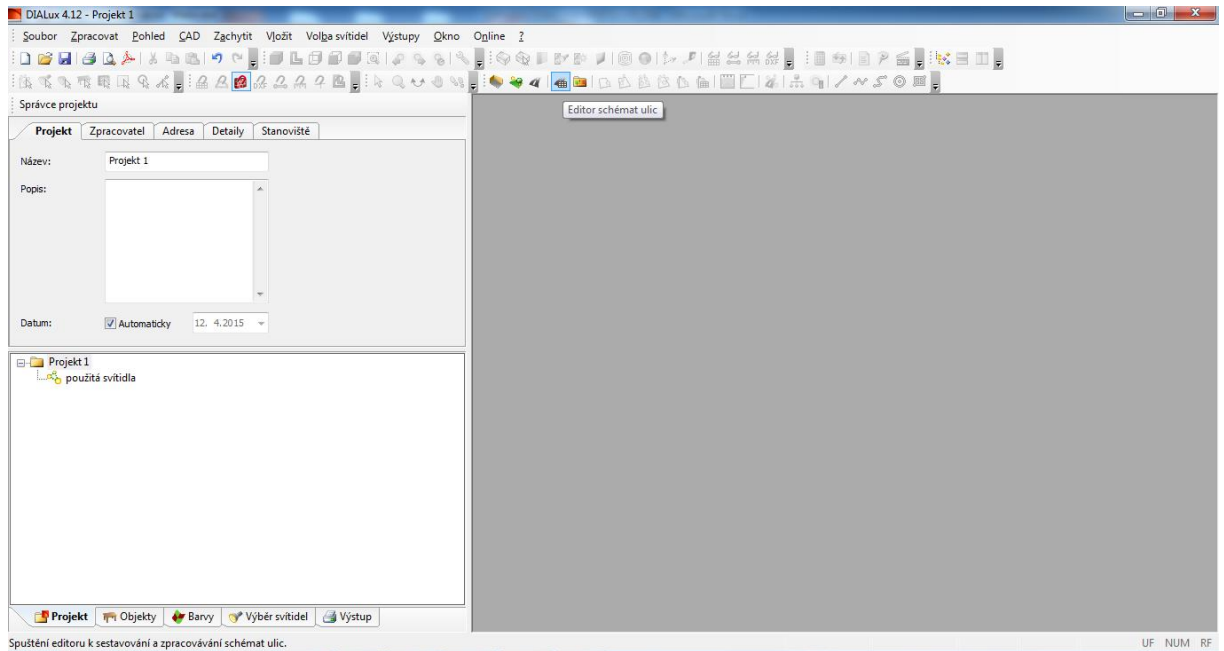 DIALux 4.12 - Projekt 1
Soubor Zpracovat Pohled CAD Zachytit Vložit Volba svítidel Výstupy Okno Online ?
Správce projektu
Editor schémat ulic
Projekt Zpracovatel Adresa Detaily Stanoviště
Název: Projekt 1
Popis:
Datum: Automaticky 12. 4.2015
Projekt 1
použitá svítidla
Projekt Objekty Barvy Výběr svítidel Výstup
Spuštění editoru k sestavování a zpracovávání schémat ulic. UF NUM RF